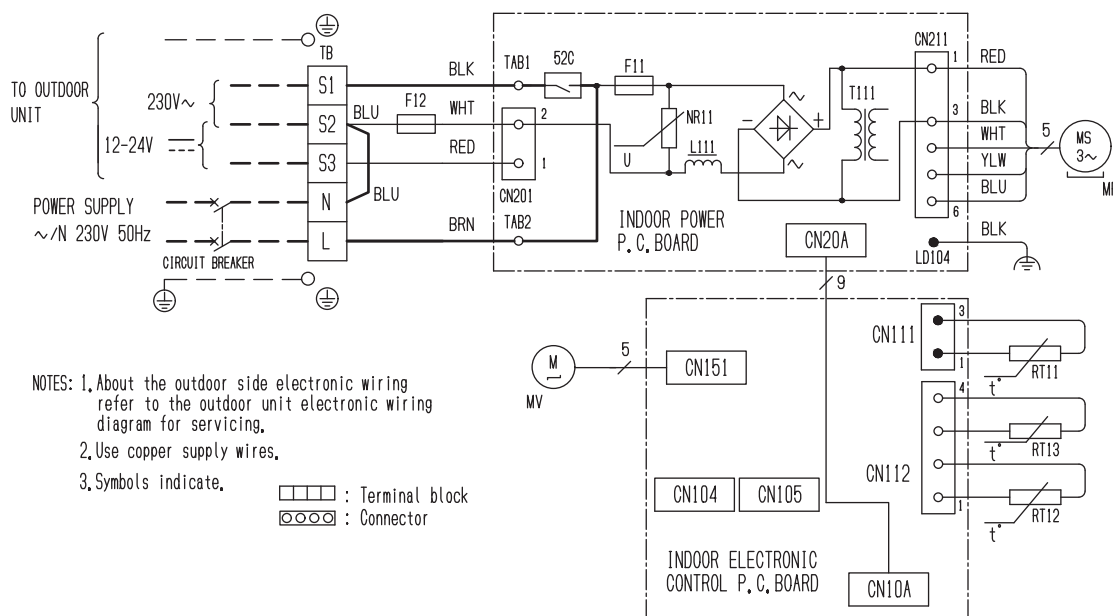 TO OUTDOOR
UNIT
230V~
12-24V
POWER SUPPLY
~/N 230V 50Hz
CIRCUIT BREAKER
TB
S1
S2
S3
N
L
BLK
BLU
F12
WHT
RED
BLU
BRN
TAB1
52C
2
1
CN201
TAB2
F11
NR11
U
L111
~
-
+
~
T111
INDOOR POWER
P.C.BOARD
CN20A
CN211
1
3
6
RED
BLK
WHT
YLW
BLU
5
MS
3~
BLK
LD104
9
M
MV
5
CN151
CN111
3
1
RT11
t°
CN112
4
1
RT13
t°
RT12
t°
CN104
CN105
CN10A
INDOOR ELECTRONIC
CONTROL P.C.BOARD
NOTES: 1. About the outdoor side electronic wiring
refer to the outdoor unit electronic wiring
diagram for servicing.
2. Use copper supply wires.
3. Symbols indicate.
: Terminal block
: Connector